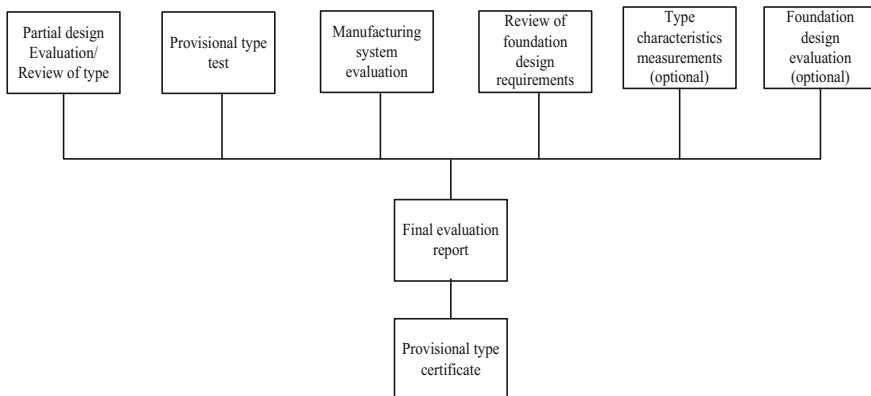 Partial design
Evaluation/
Review of type
Provisional type
test
Manufacturing
system
evaluation
Review of
foundation
design
requirements
Type
characteristics
measurements
(optional)
Foundation
design
evaluation
(optional)
Final evaluation
report
Provisional type
certificate